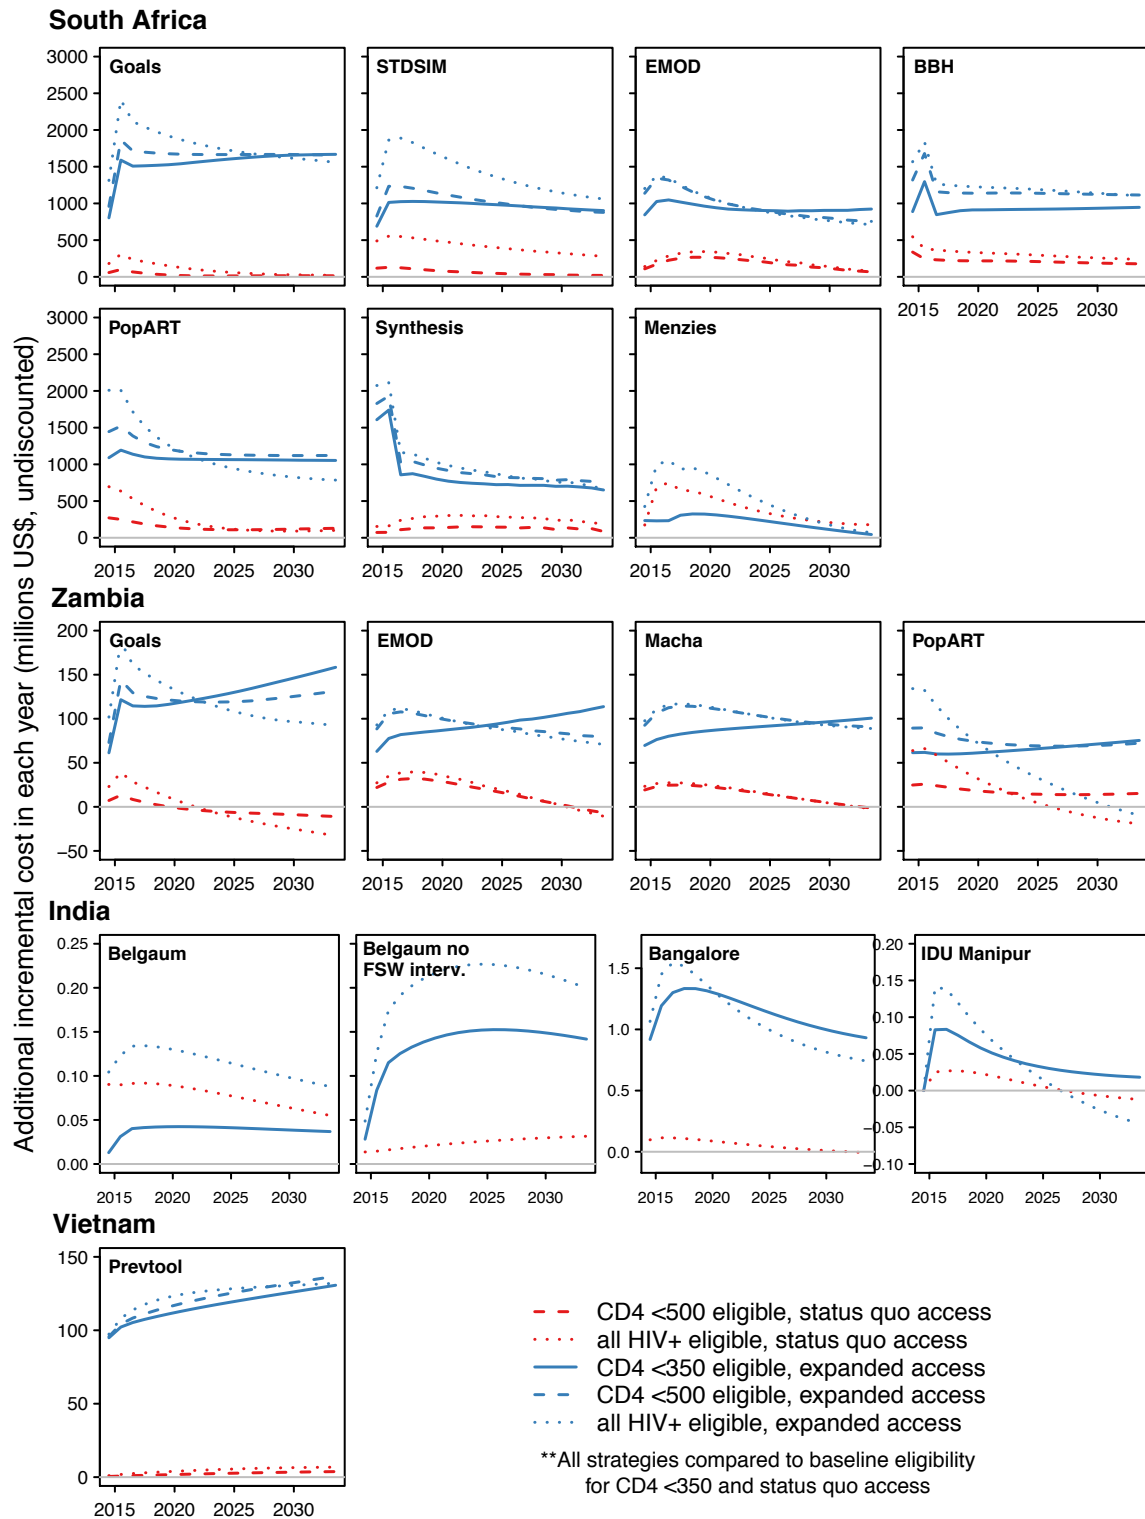 South Africa
Goals
STDSIM
EMOD
BBH
3000
2500
2000
1500
1000
500
0
2015 2020 2025 2030
PopART
Synthesis
Menzies
3000
2500
2000
1500
1000
500
0
2015 2020 2025 2030
2015 2020 2025 2030
2015 2020 2025 2030
Additional incremental cost in each year (millions US$, undiscounted)
Zambia
Goals
EMOD
Macha
PopART
200
150
100
50
0
−50
2015 2020 2025 2030
2015 2020 2025 2030
2015 2020 2025 2030
2015 2020 2025 2030
India
Belgaum
0.25
0.20
0.15
0.10
0.05
0.00
2015 2020 2025 2030
Belgaum no
FSW interv.
2015 2020 2025 2030
Bangalore
1.5
1.0
0.5
0.0
2015 2020 2025 2030
IDU Manipur
0.20
0.15
0.10
0.05
0.00
−0.05
−0.10
2015 2020 2025 2030
Vietnam
Prevtool
150
100
50
0
2015 2020 2025 2030
CD4 <500 eligible, status quo access
all HIV+ eligible, status quo access
CD4 <350 eligible, expanded access
CD4 <500 eligible, expanded access
all HIV+ eligible, expanded access
**All strategies compared to baseline eligibility
for CD4 <350 and status quo access